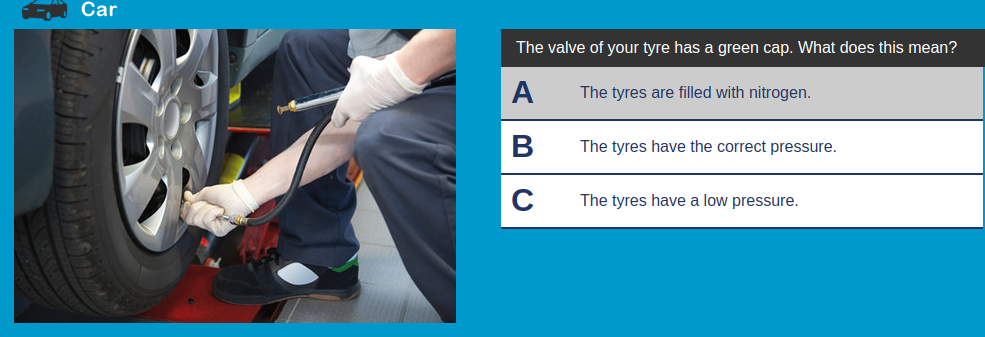 Car
The valve of your tyre has a green cap. What does this mean?
A The tyres are filled with nitrogen.
B The tyres have the correct pressure.
C The tyres have a low pressure.